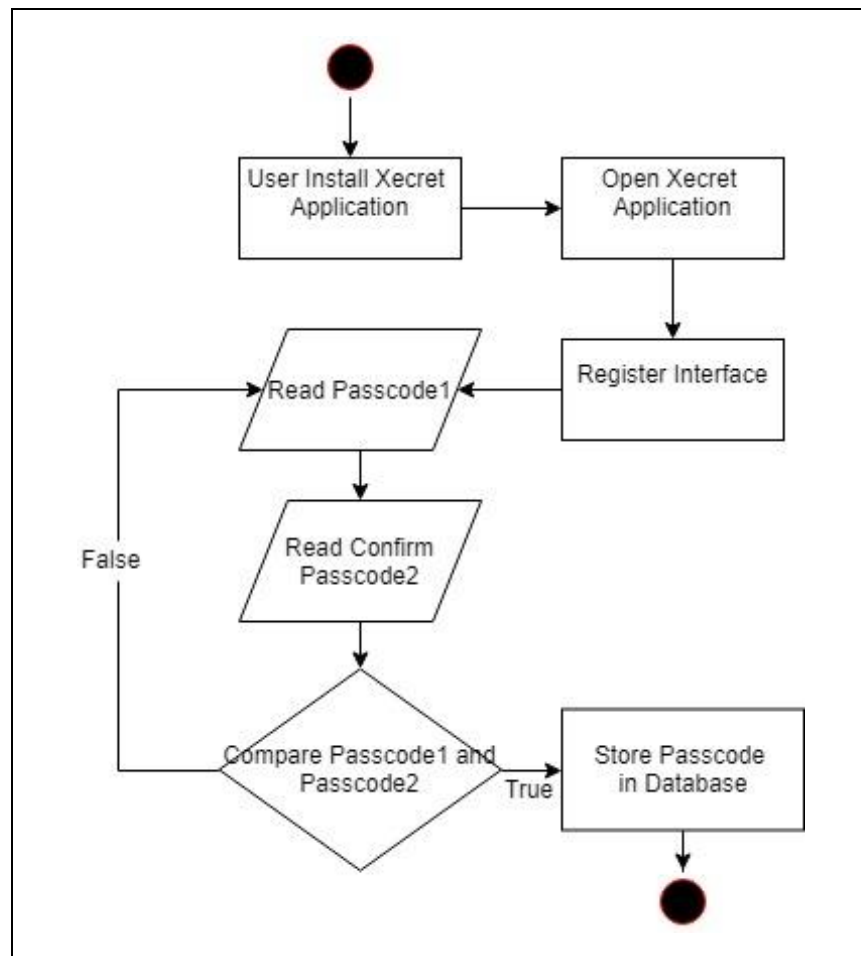 User Install Xecret
Application
Open Xecret
Application
Register Interface
Read Passcode1
Read Confirm
Passcode2
False
Compare Passcode1 and
Passcode2
True
Store Passcode
in Database